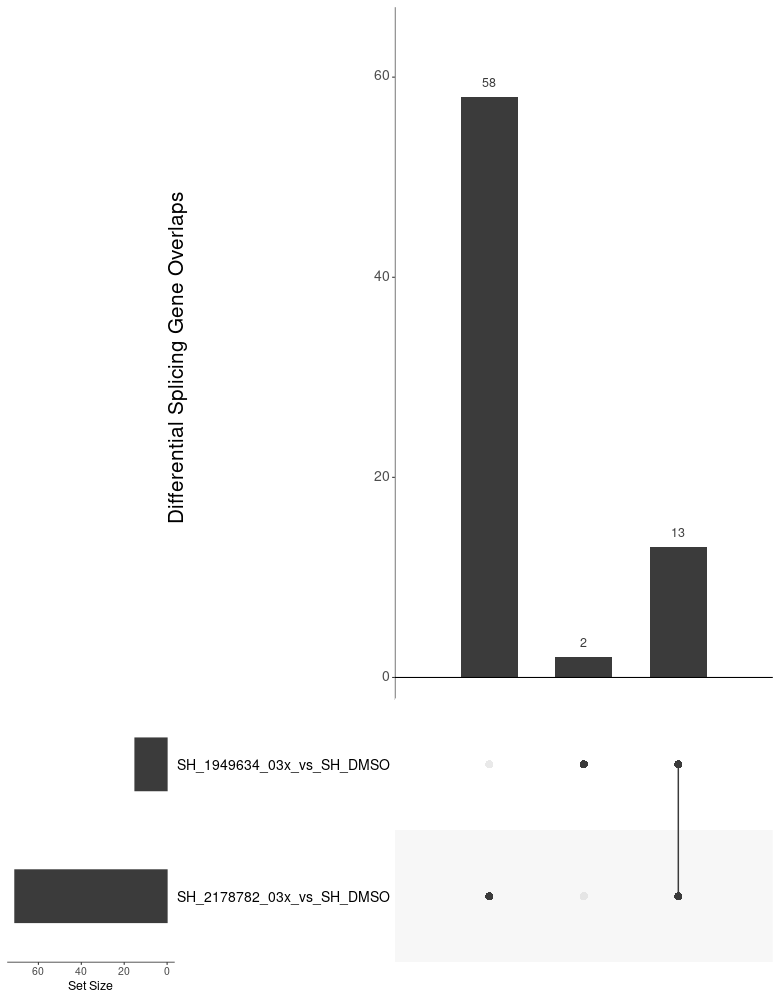 Differential Splicing Gene Overlaps
60
40
20
0
58
2
13
SH_1949634_03x_vs_SH_DMSO
SH_2178782_03x_vs_SH_DMSO
60 40 20 0
Set Size